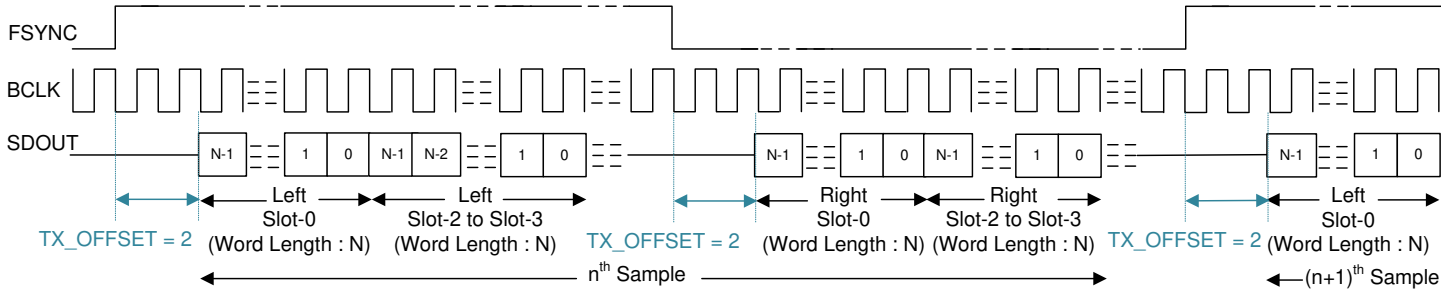 FSYNC
BCLK
SDOUT
N-1 1 0 N-1 N-2 1 0 N-1 1 0 N-1 1 0 N-1 1 0
TX_OFFSET = 2
Left
Slot-0
(Word Length : N)
Left
Slot-2 to Slot-3
(Word Length : N)
TX_OFFSET = 2
Right
Slot-0
(Word Length : N)
Right
Slot-2 to Slot-3
(Word Length : N)
TX_OFFSET = 2
Left
Slot-0
(Word Length : N)
nth Sample
(n+1)th Sample